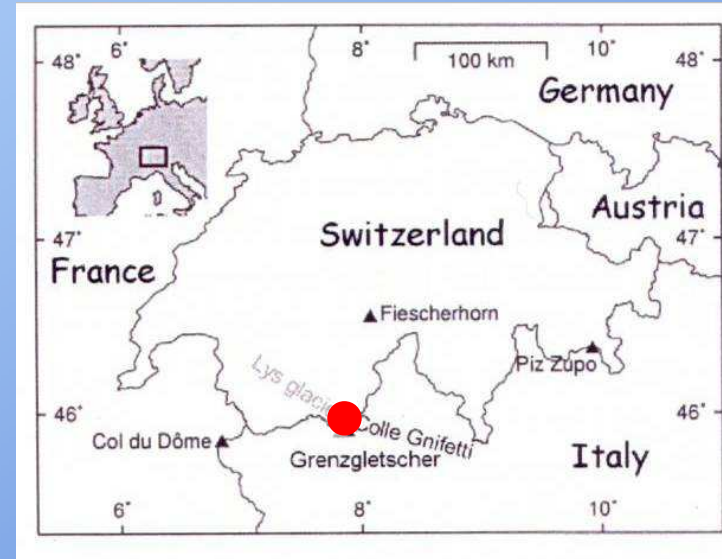 6° 8° 10°
48° 100 km 48°
Germany
Austria
Switzerland
47° 47°
France
Fiescherhorn
Piz Zupo
Lys glacie
46° 46°
Colle Gnifetti
Col du Dôme
Grenzgletscher
Italy
6° 8° 10°